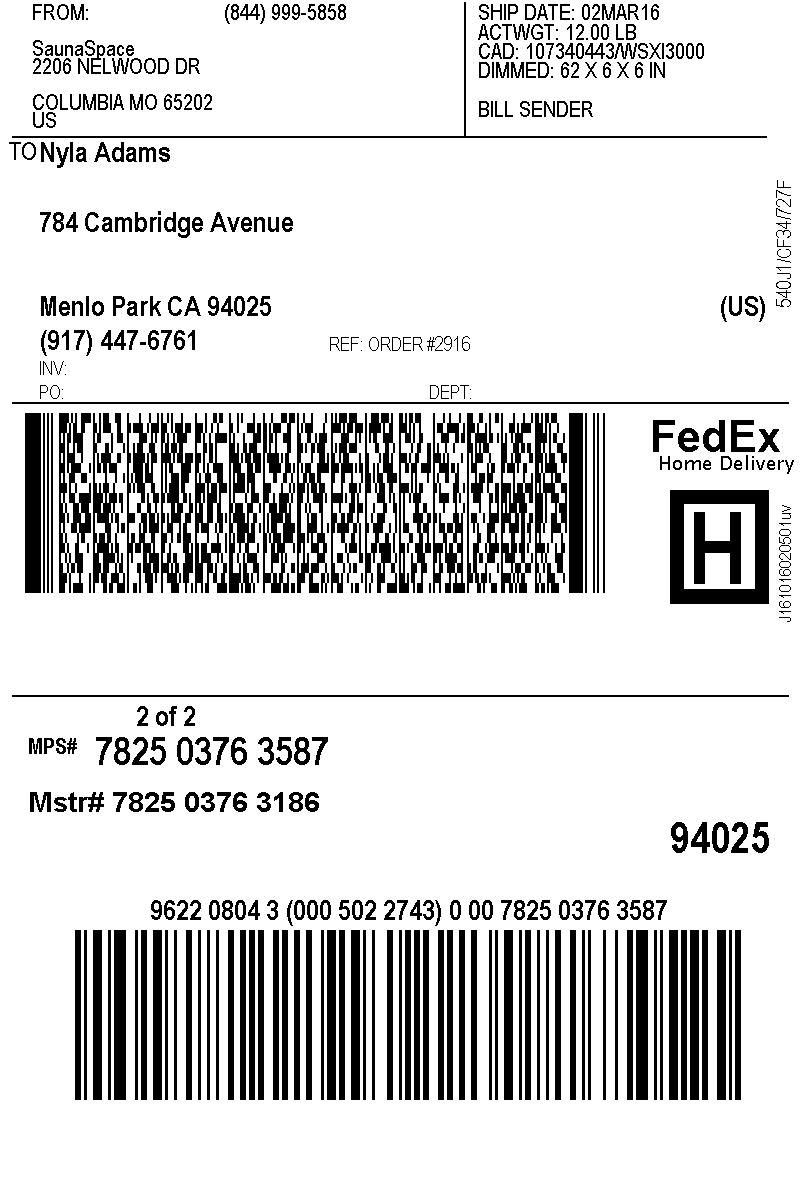 FROM: (844) 999-5858
SaunaSpace
2206 NELWOOD DR
COLUMBIA MO 65202
US
SHIP DATE: 02MAR16
ACTWGT: 12.00 LB
CAD: 107340443/WSXI3000
DIMMED: 62 X 6 X 6 IN
BILL SENDER
TO Nyla Adams
784 Cambridge Avenue
Menlo Park CA 94025 (US)
(917) 447-6761 REF: ORDER #2916
INV:
PO: DEPT:
540J1/CF34/727F
FedEx
Home Delivery
H
J161016020501uv
2 of 2
MPS# 7825 0376 3587
Mstr# 7825 0376 3186
94025
9622 0804 3 (000 502 2743) 0 00 7825 0376 3587